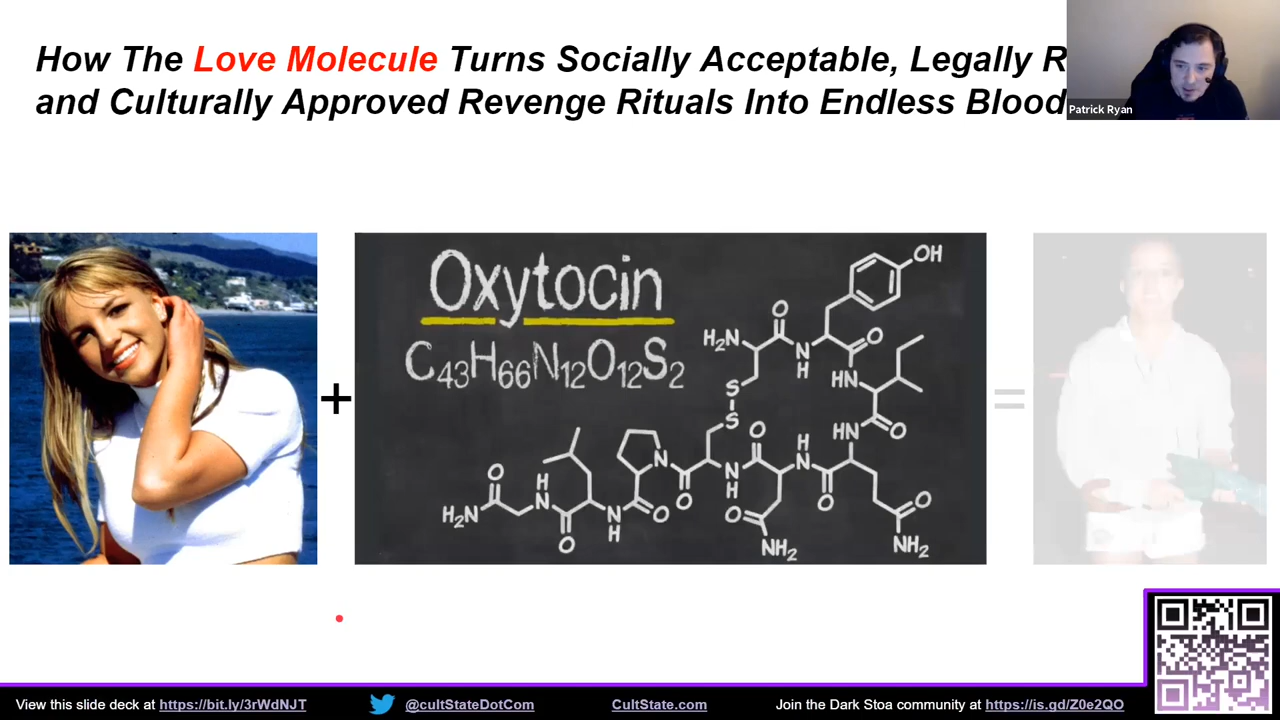 How The Love Molecule Turns Socially Acceptable, Legally R
and Culturally Approved Revenge Rituals Into Endless Blood
Patrick Ryan
+
Oxytocin
C43H66N12O12S2
=
OH
O
H2N
O
N
H
HN
S
S
HN
O
O
H
N
N
O
N
H
O
H2N
O
H
N
O
N
H
O
O
NH2
O
NH2
View this slide deck at https://bit.ly/3rWdNJT
@cultStateDotCom
CultState.com
Join the Dark Stoa community at https://is.gd/Z0e2QO